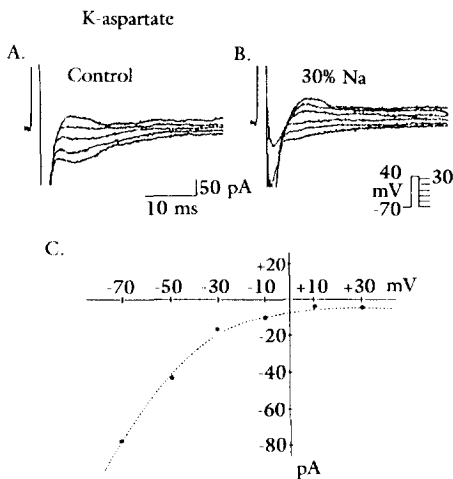 K-aspartate
A.
Control
B.
30% Na
50 pA
10 ms
40 30
mV
-70
C.
+20
-70 -50 -30 -10 +10 +30 mV
-20
-40
-60
-80
pA